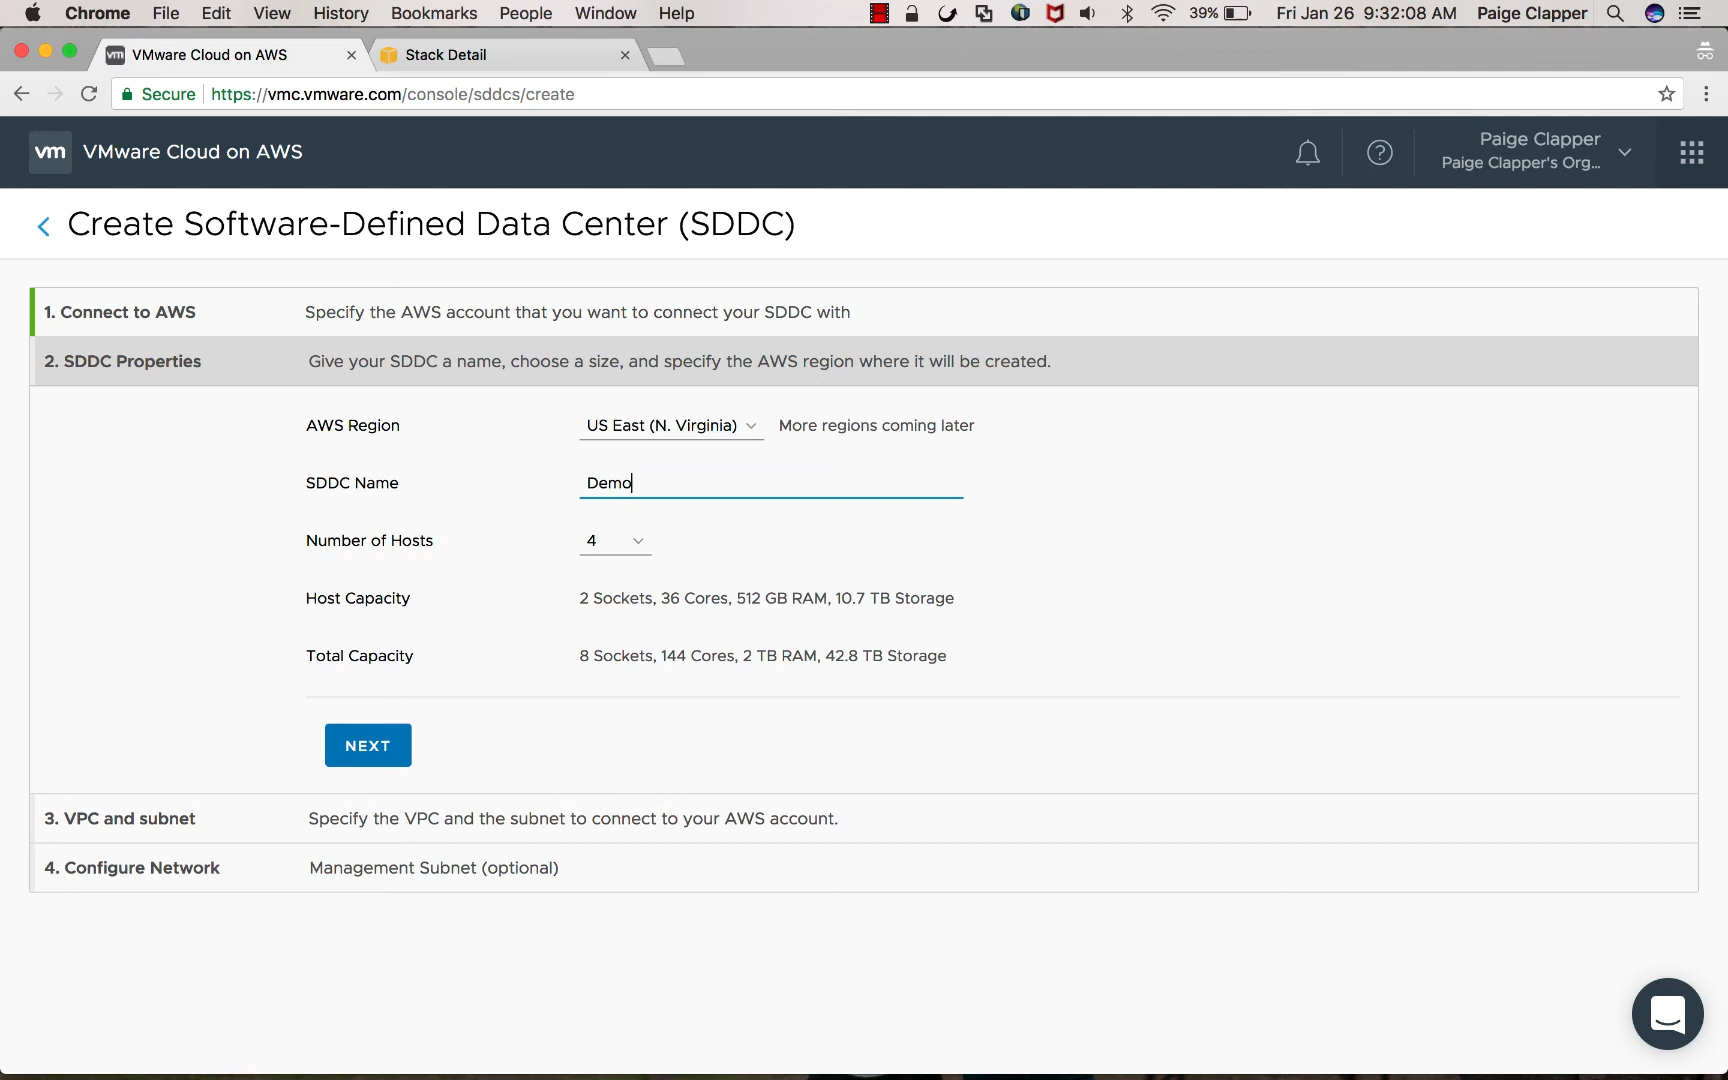 Chrome File Edit View History Bookmarks People Window Help 39% Fri Jan 26 9:32:08 AM Paige Clapper
vm VMware Cloud on AWS Stack Detail
Secure https://vmc.vmware.com/console/sddcs/create
vm VMware Cloud on AWS
Paige Clapper
Paige Clapper's Org...
Create Software-Defined Data Center (SDDC)
1. Connect to AWS Specify the AWS account that you want to connect your SDDC with
2. SDDC Properties Give your SDDC a name, choose a size, and specify the AWS region where it will be created.
AWS Region US East (N. Virginia) More regions coming later
SDDC Name Demo
Number of Hosts 4
Host Capacity 2 Sockets, 36 Cores, 512 GB RAM, 10.7 TB Storage
Total Capacity 8 Sockets, 144 Cores, 2 TB RAM, 42.8 TB Storage
NEXT
3. VPC and subnet Specify the VPC and the subnet to connect to your AWS account.
4. Configure Network Management Subnet (optional)